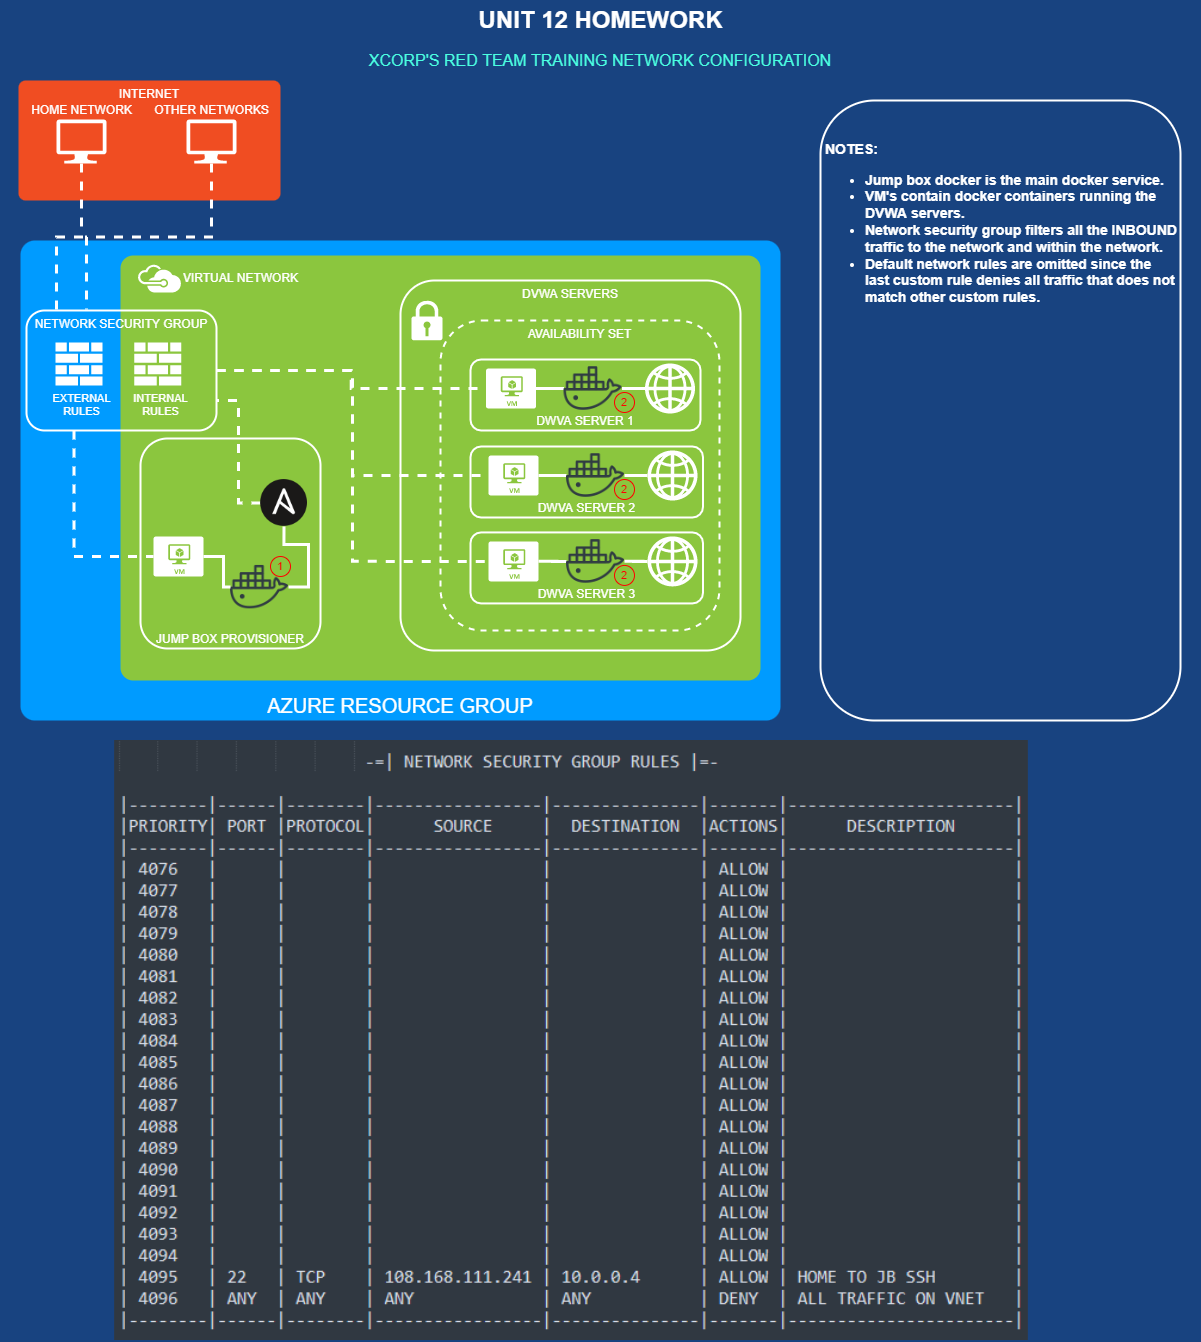 UNIT 12 HOMEWORK
XCORP'S RED TEAM TRAINING NETWORK CONFIGURATION
INTERNET
HOME NETWORK OTHER NETWORKS
VIRTUAL NETWORK
NETWORK SECURITY GROUP
EXTERNAL
RULES
INTERNAL
RULES
VM
1
JUMP BOX PROVISIONER
DVWA SERVERS
AVAILABILITY SET
VM
2
DWVA SERVER 1
VM
2
DWVA SERVER 2
VM
2
DWVA SERVER 3
AZURE RESOURCE GROUP
NOTES:
• Jump box docker is the main docker service.
• VM's contain docker containers running the
DVWA servers.
• Network security group filters all the INBOUND
traffic to the network and within the network.
• Default network rules are omitted since the
last custom rule denies all traffic that does not
match other custom rules.
-=| NETWORK SECURITY GROUP RULES |=-
|--------|------|--------|-----------------|---------------|-------|-----------------------|
|PRIORITY| PORT |PROTOCOL| SOURCE | DESTINATION |ACTIONS| DESCRIPTION |
|--------|------|--------|-----------------|---------------|-------|-----------------------|
| 4076 | | | | | ALLOW | |
| 4077 | | | | | ALLOW | |
| 4078 | | | | | ALLOW | |
| 4079 | | | | | ALLOW | |
| 4080 | | | | | ALLOW | |
| 4081 | | | | | ALLOW | |
| 4082 | | | | | ALLOW | |
| 4083 | | | | | ALLOW | |
| 4084 | | | | | ALLOW | |
| 4085 | | | | | ALLOW | |
| 4086 | | | | | ALLOW | |
| 4087 | | | | | ALLOW | |
| 4088 | | | | | ALLOW | |
| 4089 | | | | | ALLOW | |
| 4090 | | | | | ALLOW | |
| 4091 | | | | | ALLOW | |
| 4092 | | | | | ALLOW | |
| 4093 | | | | | ALLOW | |
| 4094 | | | | | ALLOW | |
| 4095 | 22 | TCP | 108.168.111.241 | 10.0.0.4 | ALLOW | HOME TO JB SSH |
| 4096 | ANY | ANY | ANY | ANY | DENY | ALL TRAFFIC ON VNET |
|--------|------|--------|-----------------|---------------|-------|-----------------------|